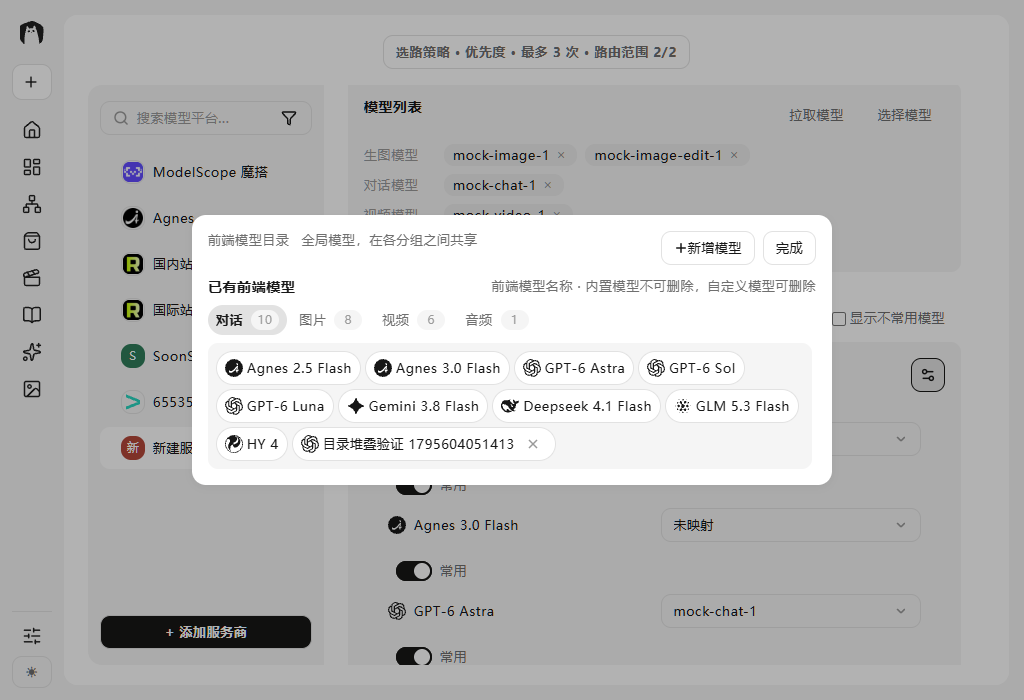 选路策略 • 优先度 • 最多 3 次 • 路由范围 2/2
搜索模型平台...
ModelScope 魔搭
Agnes
国内站
国际站
S SoonS
65535
新 新建服
+ 添加服务商
模型列表
拉取模型 选择模型
生图模型 mock-image-1 × mock-image-edit-1 ×
对话模型 mock-chat-1 ×
视频模型 mock-video-1 ×
显示不常用模型
前端模型目录 全局模型，在各分组之间共享
+新增模型 完成
已有前端模型 前端模型名称 · 内置模型不可删除，自定义模型可删除
对话 10 图片 8 视频 6 音频 1
Agnes 2.5 Flash Agnes 3.0 Flash GPT-6 Astra GPT-6 Sol
GPT-6 Luna Gemini 3.8 Flash Deepseek 4.1 Flash GLM 5.3 Flash
HY 4 目录堆叠验证 1795604051413 ×
常用
Agnes 3.0 Flash 未映射
常用
GPT-6 Astra mock-chat-1
常用